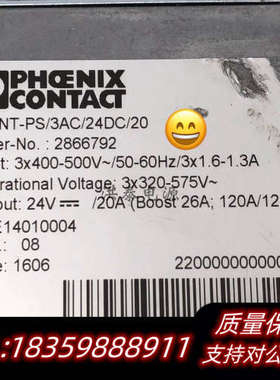 PHOENIX
CONTACT
NT-PS/3AC/24DC/20
er-No. : 2866792
t: 3x400-500V~/50-60Hz/3x1.6-1.3A
rational Voltage: 3x320-575V~
out: 24V⎓ /20A (Boost 26A; 120A/12
E14010004
.: 08
e: 1606
220000000000
质量保
:18359888911
支持对公